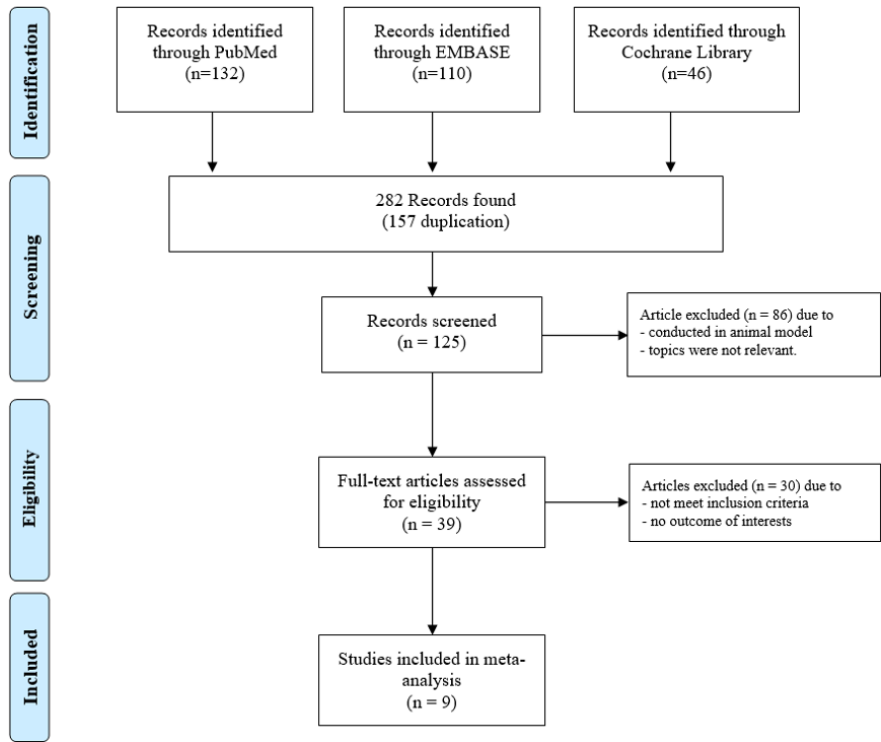 Identification
Records identified
through PubMed
(n=132)
Records identified
through EMBASE
(n=110)
Records identified through
Cochrane Library
(n=46)
Screening
282 Records found
(157 duplication)
Records screened
(n = 125)
Article excluded (n = 86) due to
- conducted in animal model
- topics were not relevant.
Eligibility
Full-text articles assessed
for eligibility
(n = 39)
Articles excluded (n = 30) due to
- not meet inclusion criteria
- no outcome of interests
Included
Studies included in meta-
analysis
(n = 9)